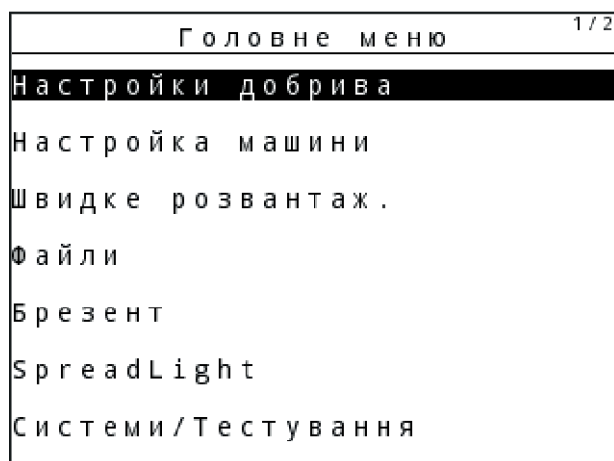 Головне меню
1/2
Настройки добрива
Настройка машини
Швидке розвантаж.
Файли
Брезент
SpreadLight
Системи/Тестування